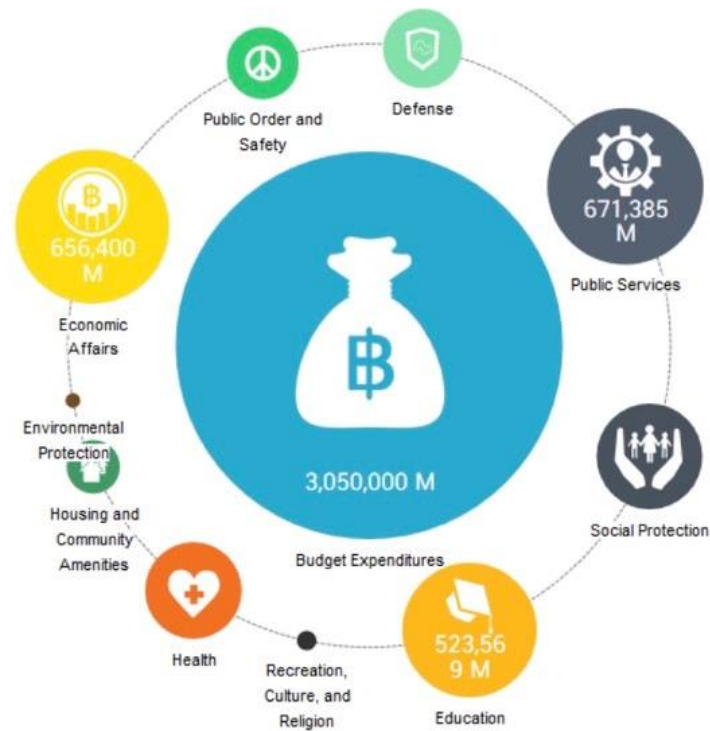 Defense
Public Order and
Safety
671,385
M
Public Services
656,400
M
Economic
Affairs
฿
3,050,000 M
Budget Expenditures
Environmental
Protection
Housing and
Community
Amenities
Social Protection
Health
Recreation,
Culture, and
Religion
523,56
9 M
Education